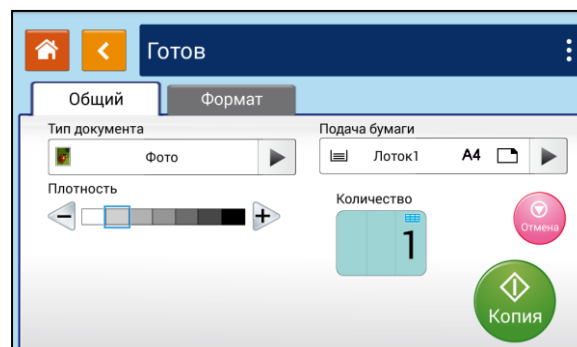 Готов
Общий
Формат
Тип документа
Подача бумаги
Фото
Лоток1 A4
Плотность
Количество
1
Отмена
Копия